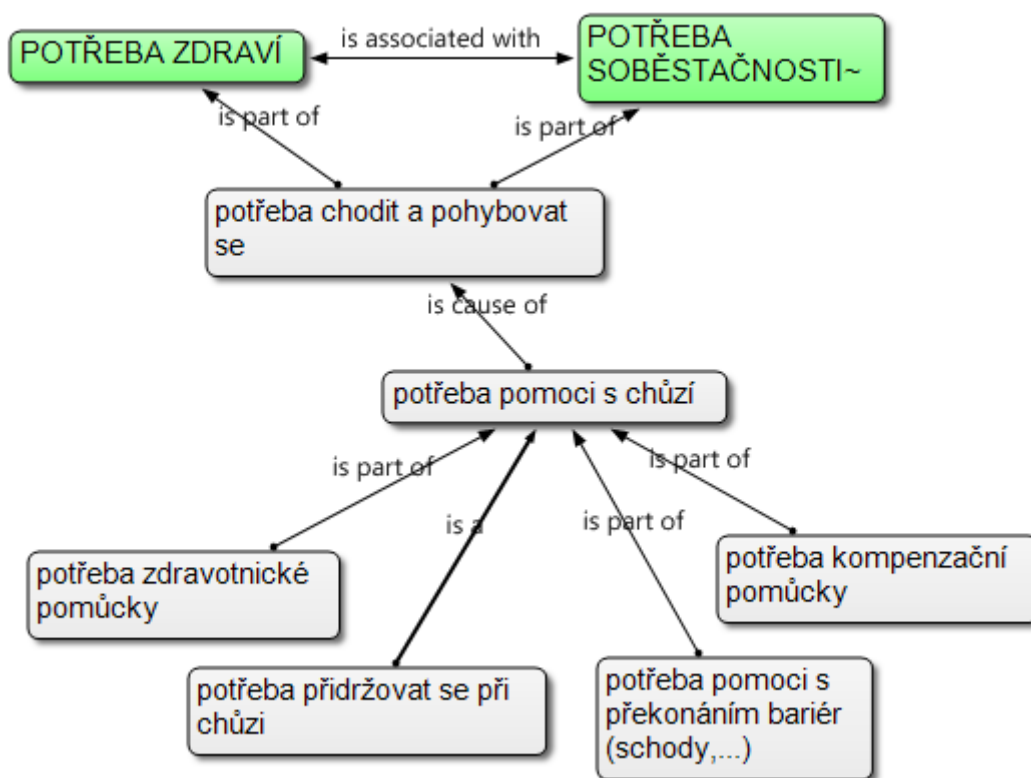 POTŘEBA ZDRAVÍ
is associated with
POTŘEBA
SOBĚSTAČNOSTI~
is part of
is part of
potřeba chodit a pohybovat
se
is cause of
potřeba pomoci s chůzí
is part of
is a
is part of
is part of
potřeba zdravotnické
pomůcky
potřeba přidržovat se při
chůzi
potřeba pomoci s
překonáním bariér
(schody,...)
potřeba kompenzační
pomůcky